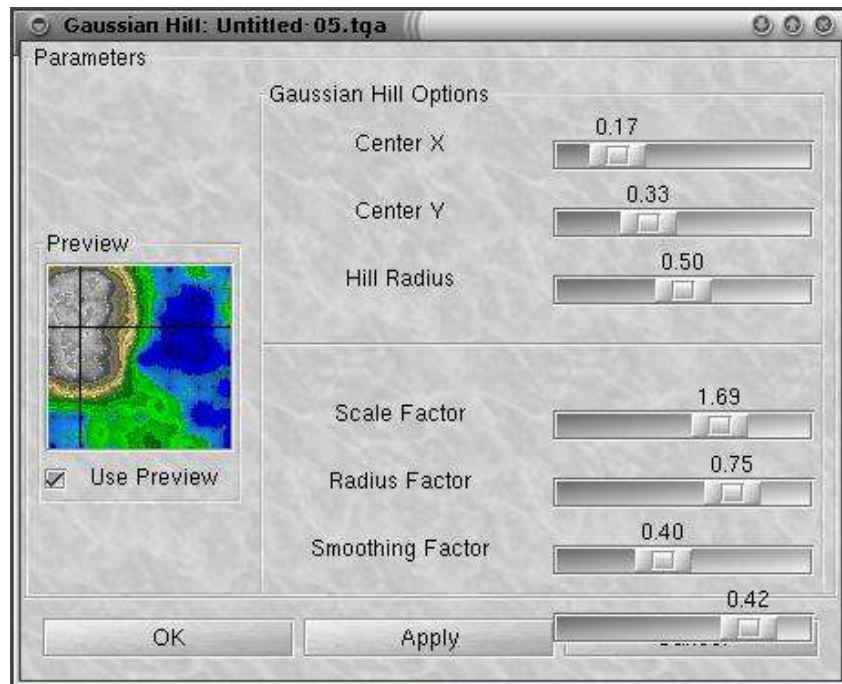 Gaussian Hill: Untitled-05.tga
Parameters
Gaussian Hill Options
Center X
0.17
Center Y
0.33
Preview
Hill Radius
0.50
Scale Factor
1.69
Use Preview
Radius Factor
0.75
Smoothing Factor
0.40
0.42
OK
Apply